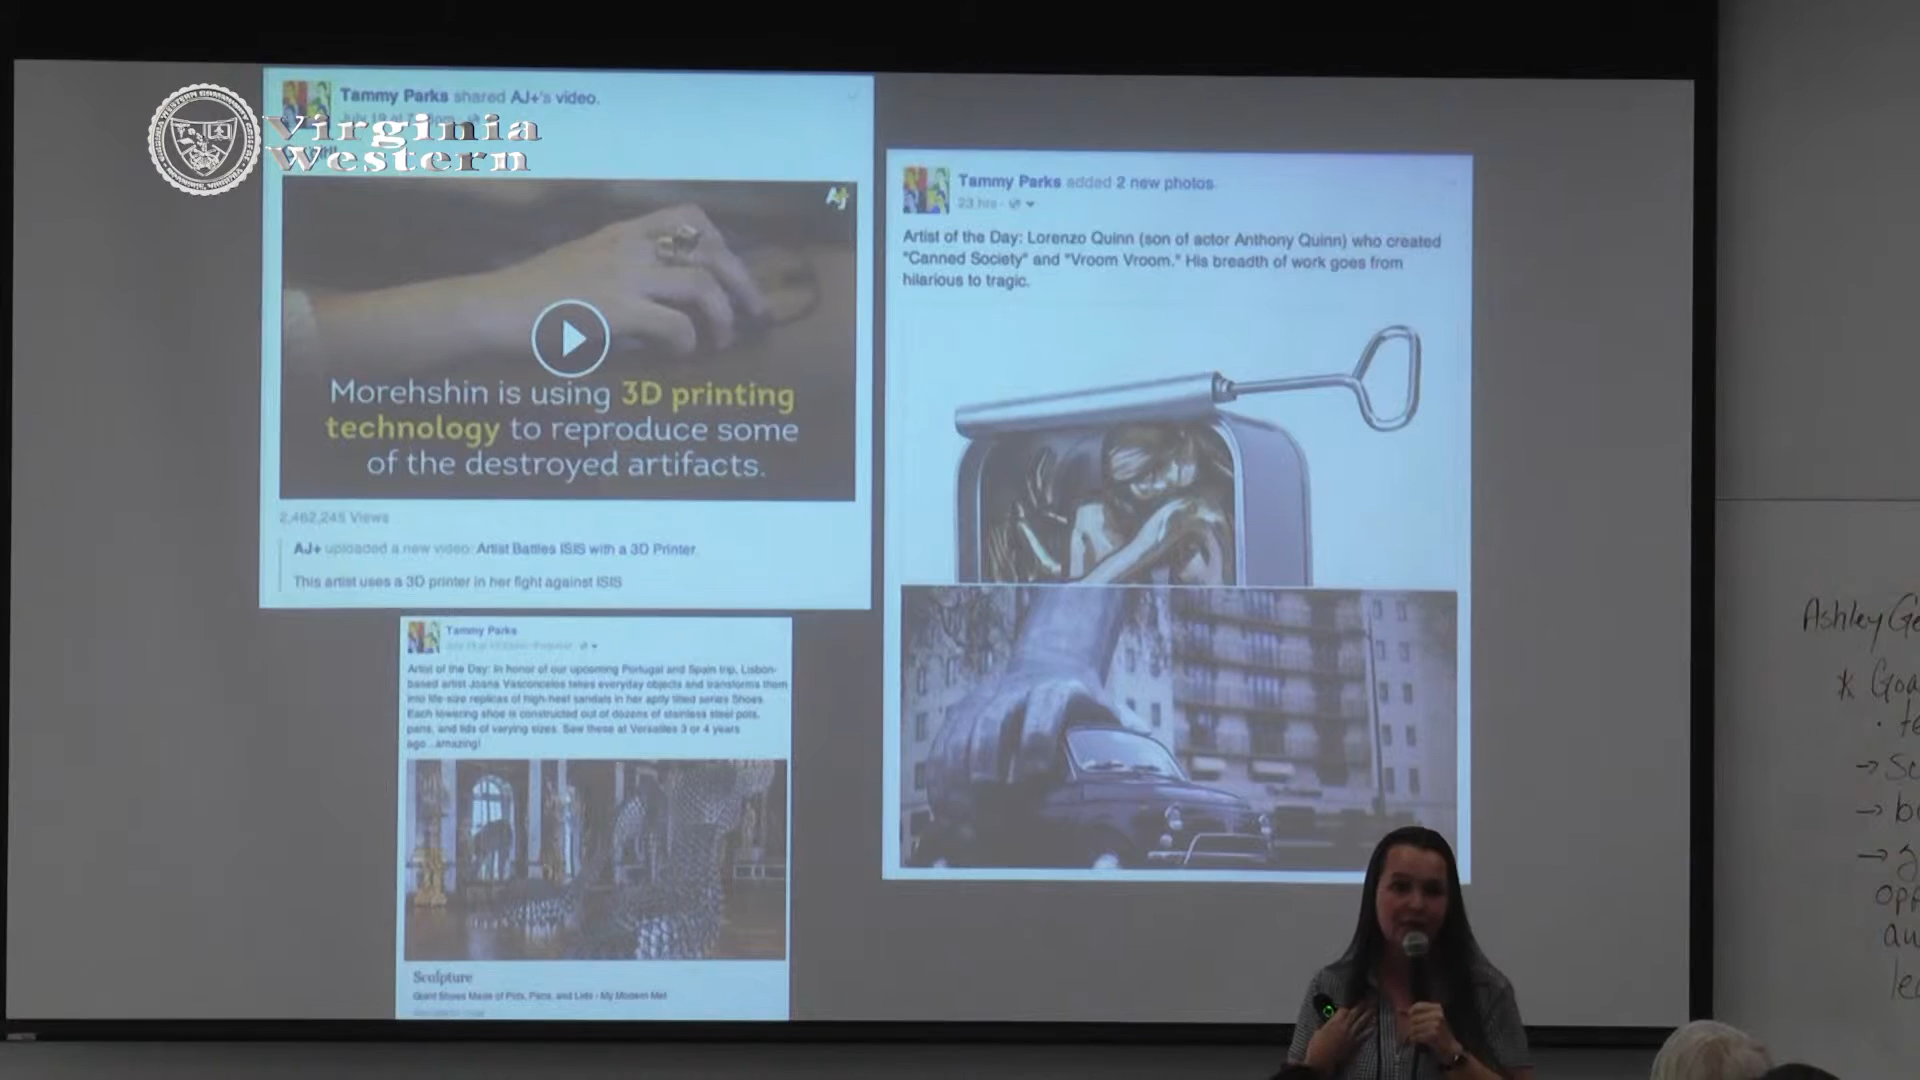 Virginia
Western
Tammy Parks shared AJ+'s video.
AJ+
Morehshin is using 3D printing
technology to reproduce some
of the destroyed artifacts.
2,462,245 Views
AJ+ uploaded a new video: Artist Battles ISIS with a 3D Printer.
This artist uses a 3D printer in her fight against ISIS
Tammy Parks
Artist of the Day: In honor of our upcoming Portugal and Spain trip, Lisbon-
based artist Joana Vasconcelos takes everyday objects and transforms them
into life-size replicas of high-heel sandals in her aptly titled series Shoes.
Each towering shoe is constructed out of dozens of stainless steel pots,
pans, and lids of varying sizes. Saw these at Versailles 3 or 4 years
ago...amazing!
Sculpture
Giant Shoes Made of Pots, Pans, and Lids - My Modern Met
Tammy Parks added 2 new photos.
23 hrs
Artist of the Day: Lorenzo Quinn (son of actor Anthony Quinn) who created
"Canned Society" and "Vroom Vroom." His breadth of work goes from
hilarious to tragic.
Ashley